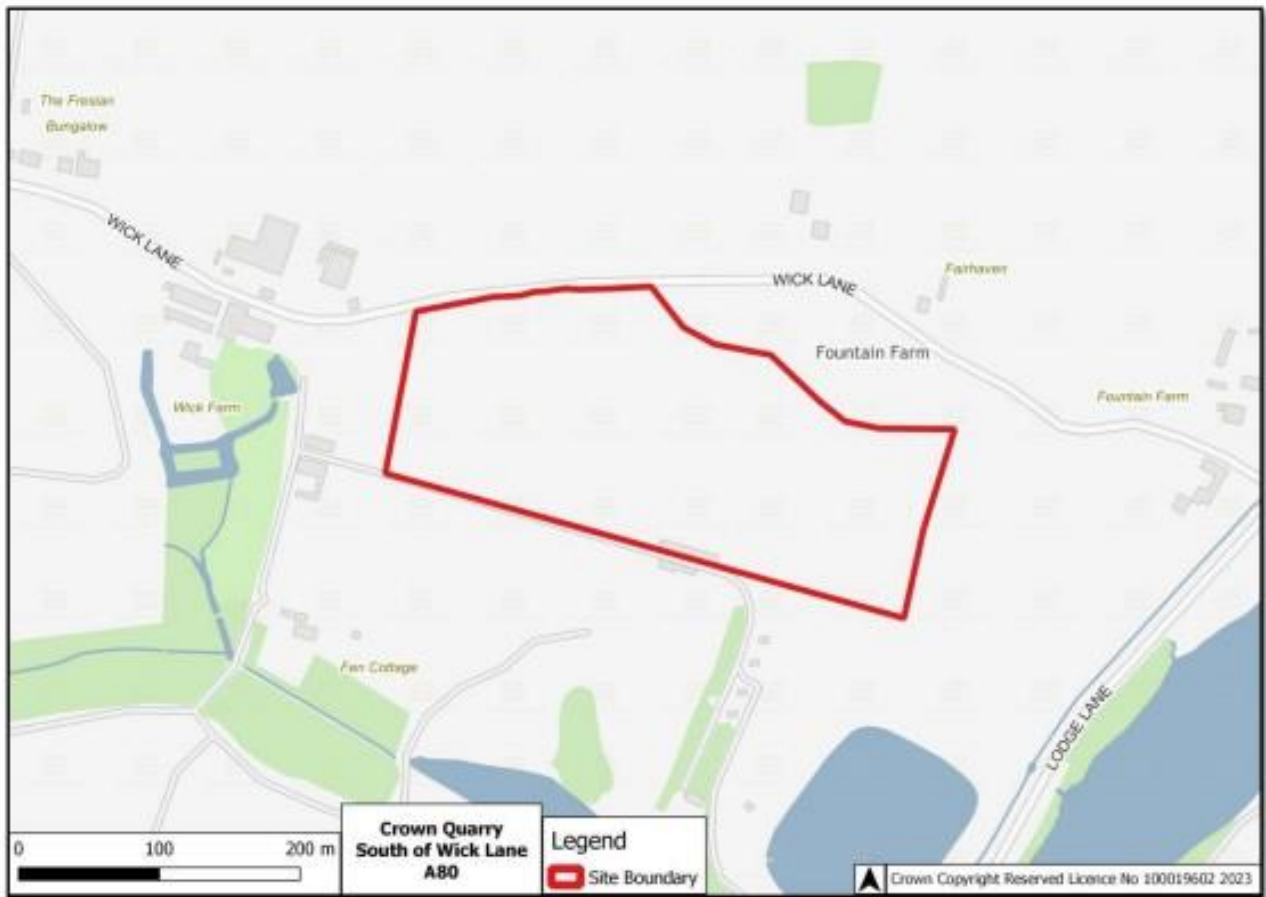 The Fresian
Bungalow
WICK LANE
WICK LANE
Fairhaven
Fountain Farm
Fountain Farm
Wick Farm
Fen Cottage
LODGE LANE
0 100 200 m
Crown Quarry
South of Wick Lane
A80
Legend
Site Boundary
Crown Copyright Reserved Licence No 100019602 2023